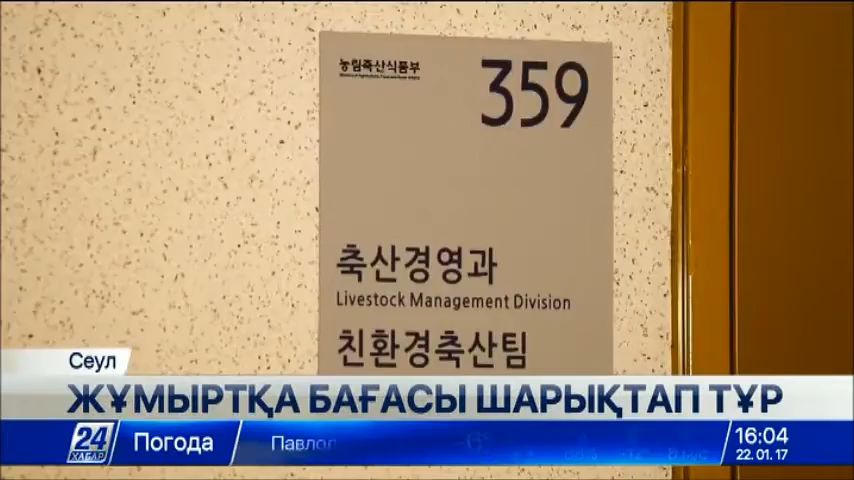 농림축산식품부
359
축산경영과
Livestock Management Division
친환경축산팀
Сеул
ЖҰМЫРТҚА БАҒАСЫ ШАРЫҚТАП ТҰР
24
ХАБАР
Погода
16:04
22.01.17